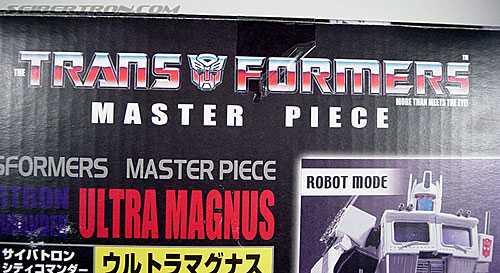 SEIBERTRON.COM
THE TRANSFORMERS™
MORE THAN MEETS THE EYE!
MASTER PIECE
SFORMERS MASTER PIECE
ULTRA MAGNUS
ROBOT MODE
サイバトロン
シティコマンダー
ウルトラマグナス